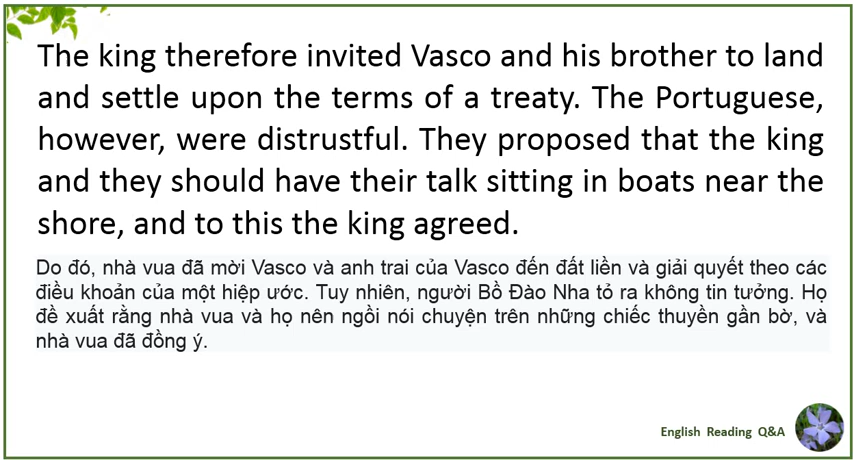 The king therefore invited Vasco and his brother to land
and settle upon the terms of a treaty. The Portuguese,
however, were distrustful. They proposed that the king
and they should have their talk sitting in boats near the
shore, and to this the king agreed.
Do đó, nhà vua đã mời Vasco và anh trai của Vasco đến đất liền và giải quyết theo các
điều khoản của một hiệp ước. Tuy nhiên, người Bồ Đào Nha tỏ ra không tin tưởng. Họ
đề xuất rằng nhà vua và họ nên ngồi nói chuyện trên những chiếc thuyền gần bờ, và
nhà vua đã đồng ý.
English Reading Q&A